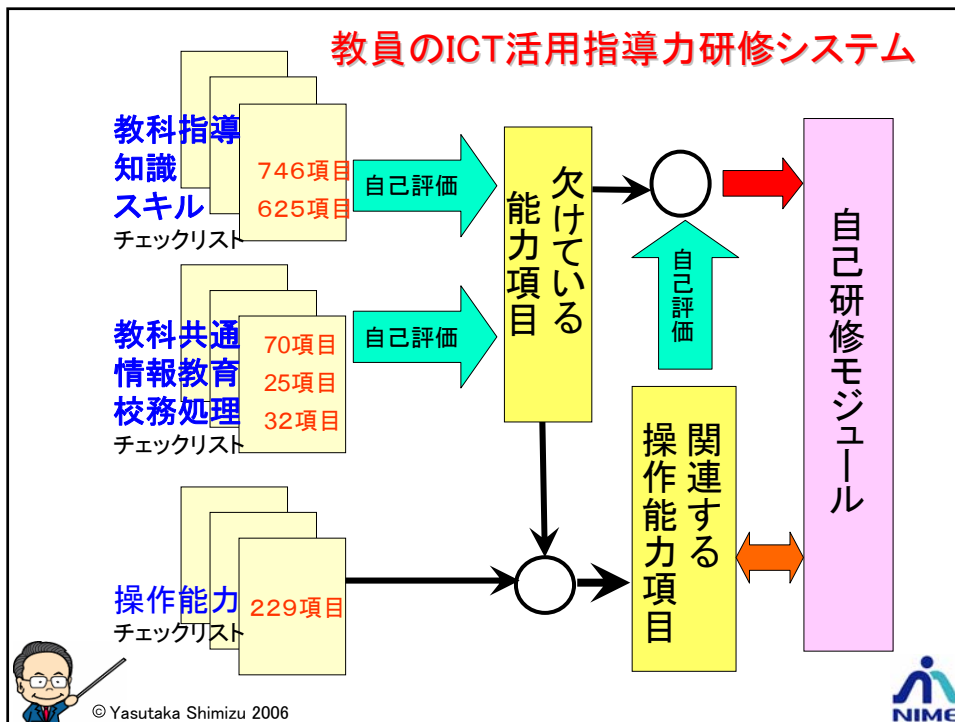 教員のICT活用指導力研修システム
教科指導
知識
スキル
チェックリスト
746項目
625項目
自己評価
教科共通
情報教育
校務処理
チェックリスト
70項目
25項目
32項目
自己評価
操作能力
チェックリスト
229項目
欠けている
能力項目
自己評価
関連する
操作能力項目
自己研修モジュール
© Yasutaka Shimizu 2006
NIME